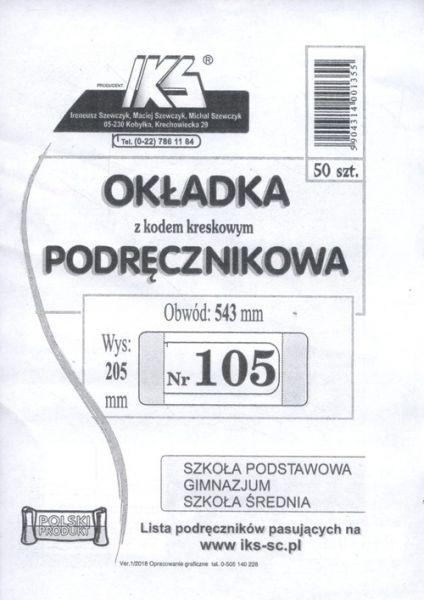 PRODUCENT
IKS ®
Ireneusz Szewczyk, Maciej Szewczyk, Michał Szewczyk
05-230 Kobyłka, Krechowiecka 29
Tel. (0-22) 786 11 84
5904314001355
50 szt.
OKŁADKA
z kodem kreskowym
PODRĘCZNIKOWA
Obwód: 543 mm
Wys:
205
mm
Nr 105
SZKOŁA PODSTAWOWA
GIMNAZJUM
SZKOŁA ŚREDNIA
POLSKI
PRODUKT
Lista podręczników pasujących na
www.iks-sc.pl
Ver.1/2018 Opracowanie graficzne tel. 0-505 140 228